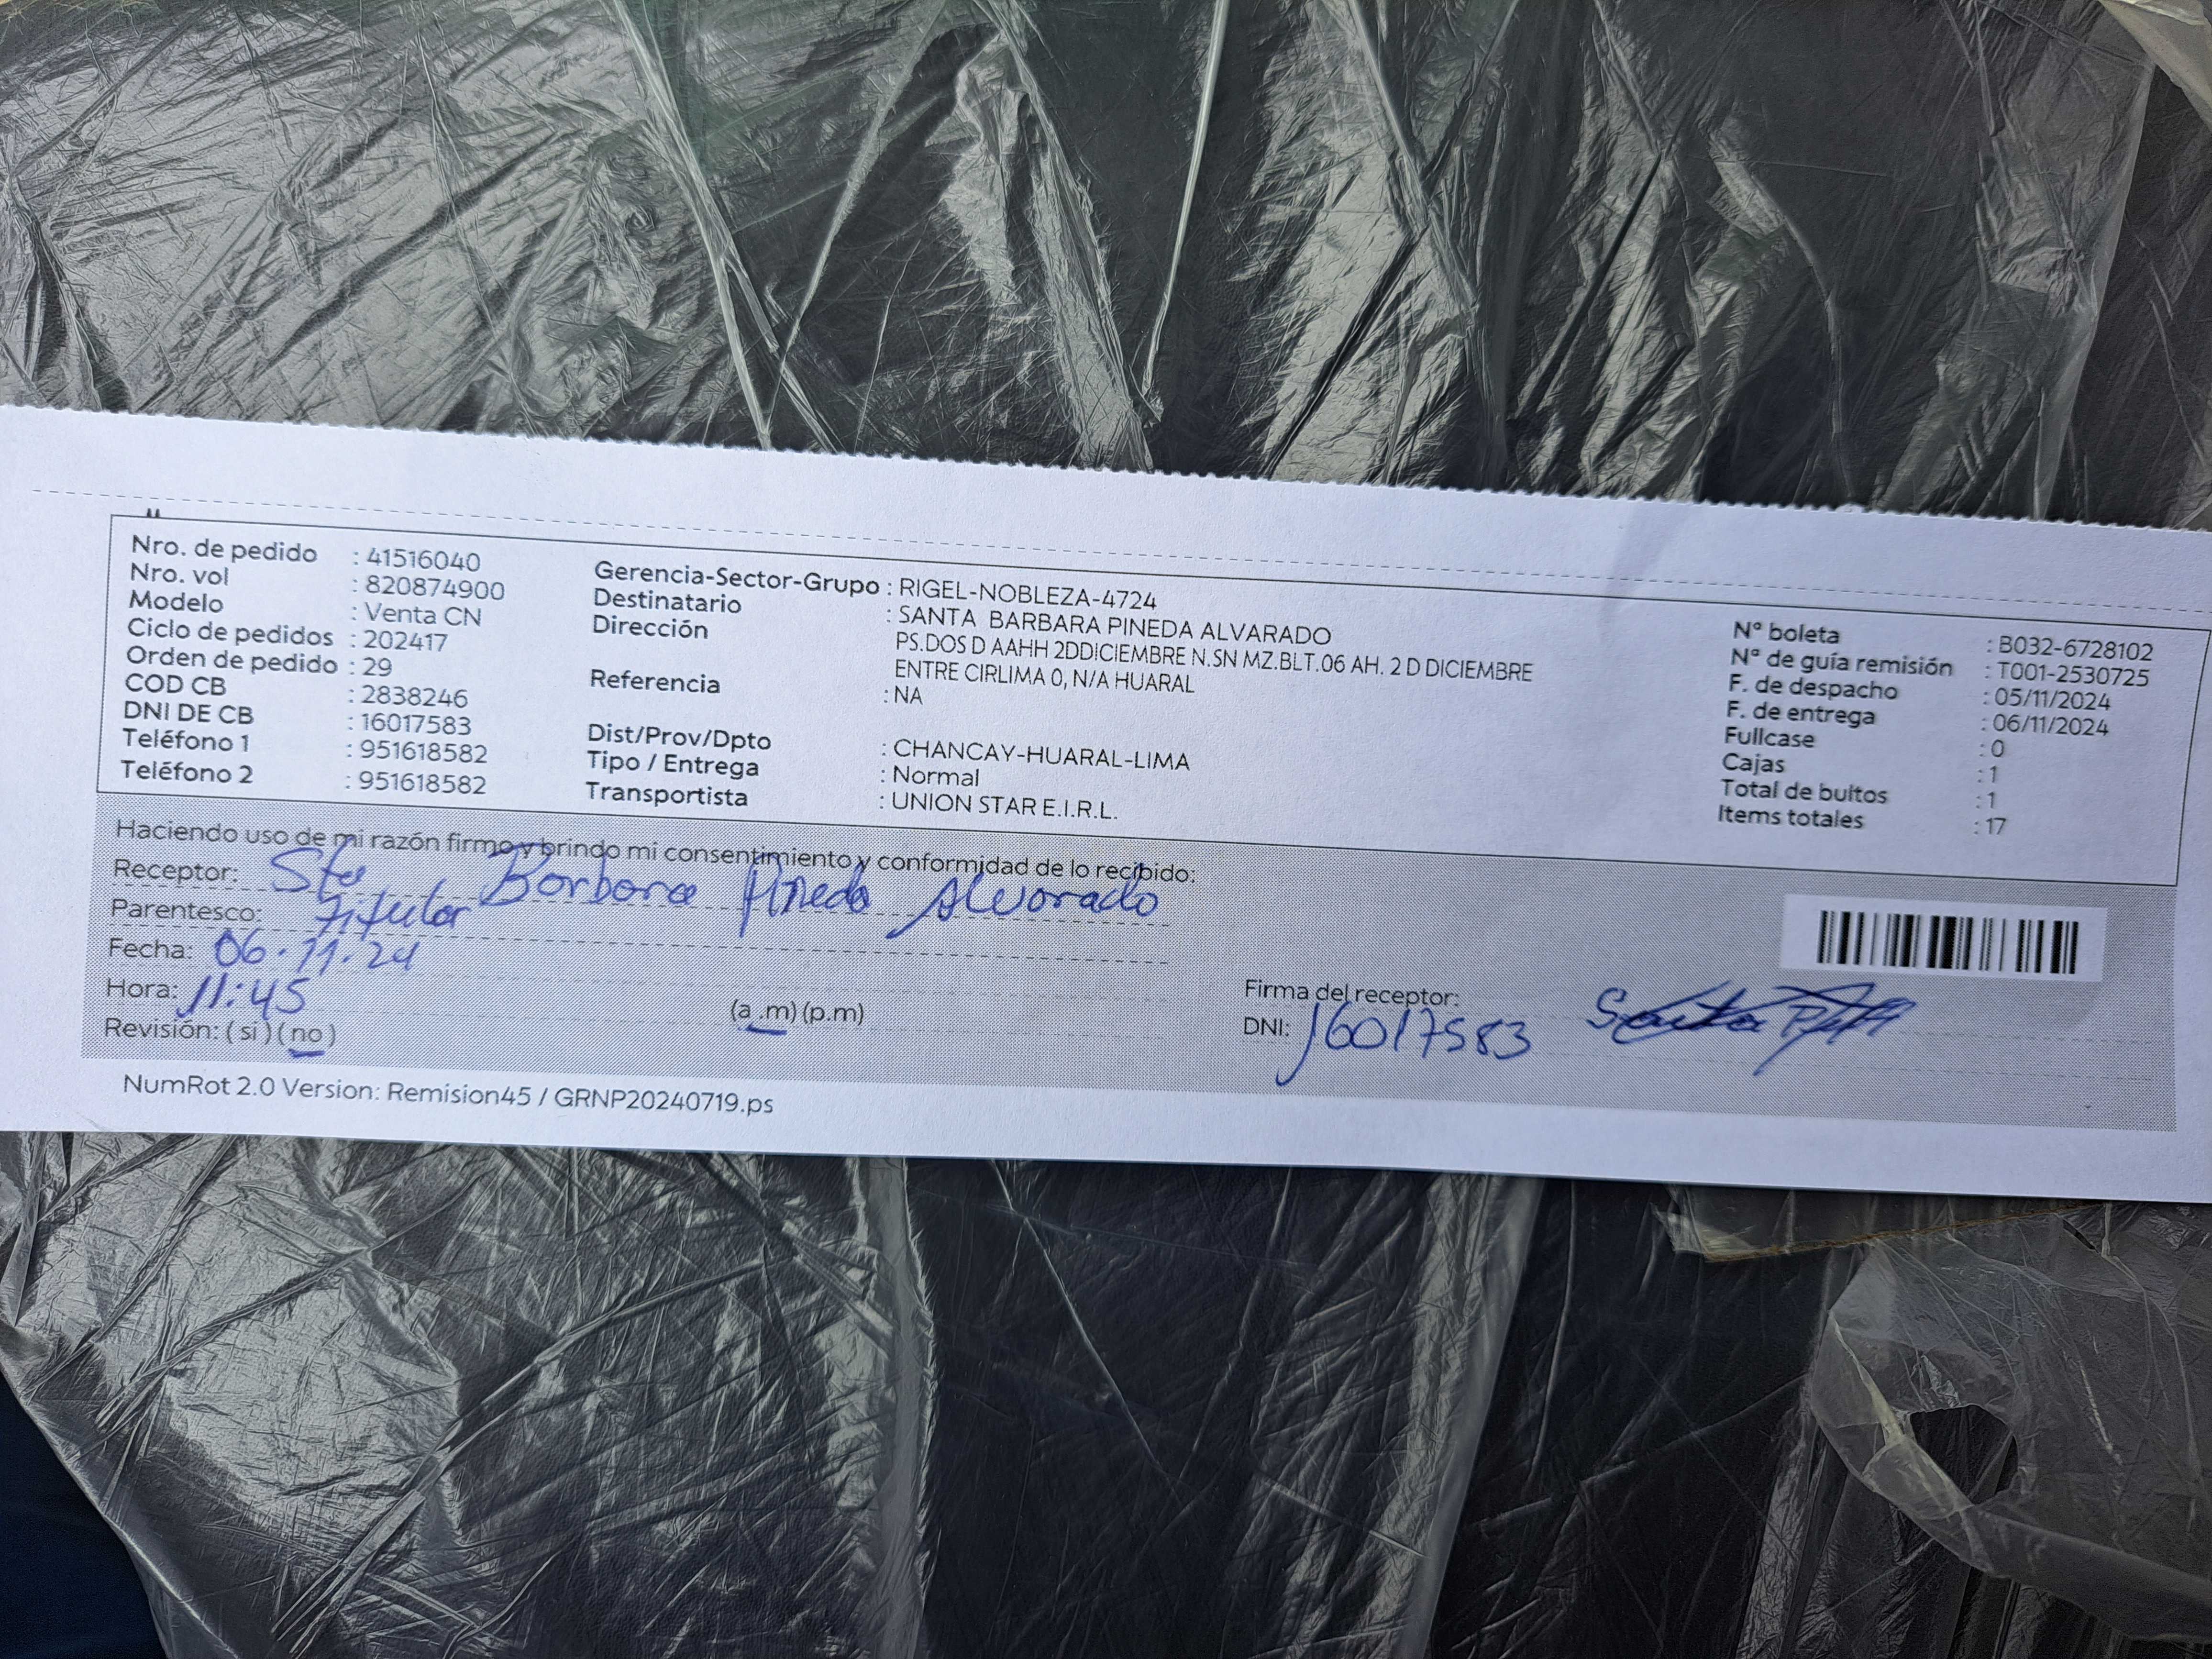 Nro. de pedido : 41516040
Nro. vol : 820874900
Modelo : Venta CN
Ciclo de pedidos : 202417
Orden de pedido : 29
COD CB : 2838246
DNI DE CB : 16017583
Teléfono 1 : 951618582
Teléfono 2 : 951618582
Gerencia-Sector-Grupo : RIGEL-NOBLEZA-4724
Destinatario : SANTA BARBARA PINEDA ALVARADO
Dirección PS.DOS D AAHH 2DDICIEMBRE N.SN MZ.BLT.06 AH. 2 D DICIEMBRE
ENTRE CIRLIMA 0, N/A HUARAL
Referencia : NA
Dist/Prov/Dpto : CHANCAY-HUARAL-LIMA
Tipo / Entrega : Normal
Transportista : UNION STAR E.I.R.L.
Nº boleta : B032-6728102
Nº de guía remisión : T001-2530725
F. de despacho : 05/11/2024
F. de entrega : 06/11/2024
Fullcase : 0
Cajas : 1
Total de bultos : 1
Items totales : 17
Haciendo uso de mi razón firmo y brindo mi consentimiento y conformidad de lo recibido:
Receptor: Sta Barbara Pineda Alvarado
Parentesco: Titular
Fecha: 06.11.24
Hora: 11:45 (a .m) (p.m)
Revisión: ( si ) ( no )
Firma del receptor:
DNI: 16017583
NumRot 2.0 Version: Remision45 / GRNP20240719.ps